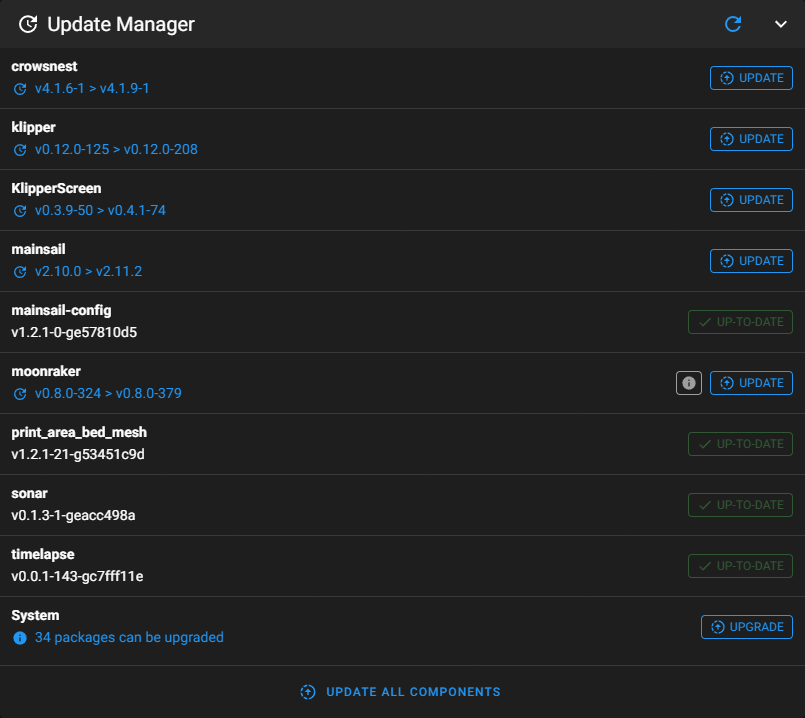 Update Manager
crowsnest
v4.1.6-1 > v4.1.9-1
UPDATE
klipper
v0.12.0-125 > v0.12.0-208
UPDATE
KlipperScreen
v0.3.9-50 > v0.4.1-74
UPDATE
mainsail
v2.10.0 > v2.11.2
UPDATE
mainsail-config
v1.2.1-0-ge57810d5
UP-TO-DATE
moonraker
v0.8.0-324 > v0.8.0-379
UPDATE
print_area_bed_mesh
v1.2.1-21-g53451c9d
UP-TO-DATE
sonar
v0.1.3-1-geacc498a
UP-TO-DATE
timelapse
v0.0.1-143-gc7fff11e
UP-TO-DATE
System
34 packages can be upgraded
UPGRADE
UPDATE ALL COMPONENTS